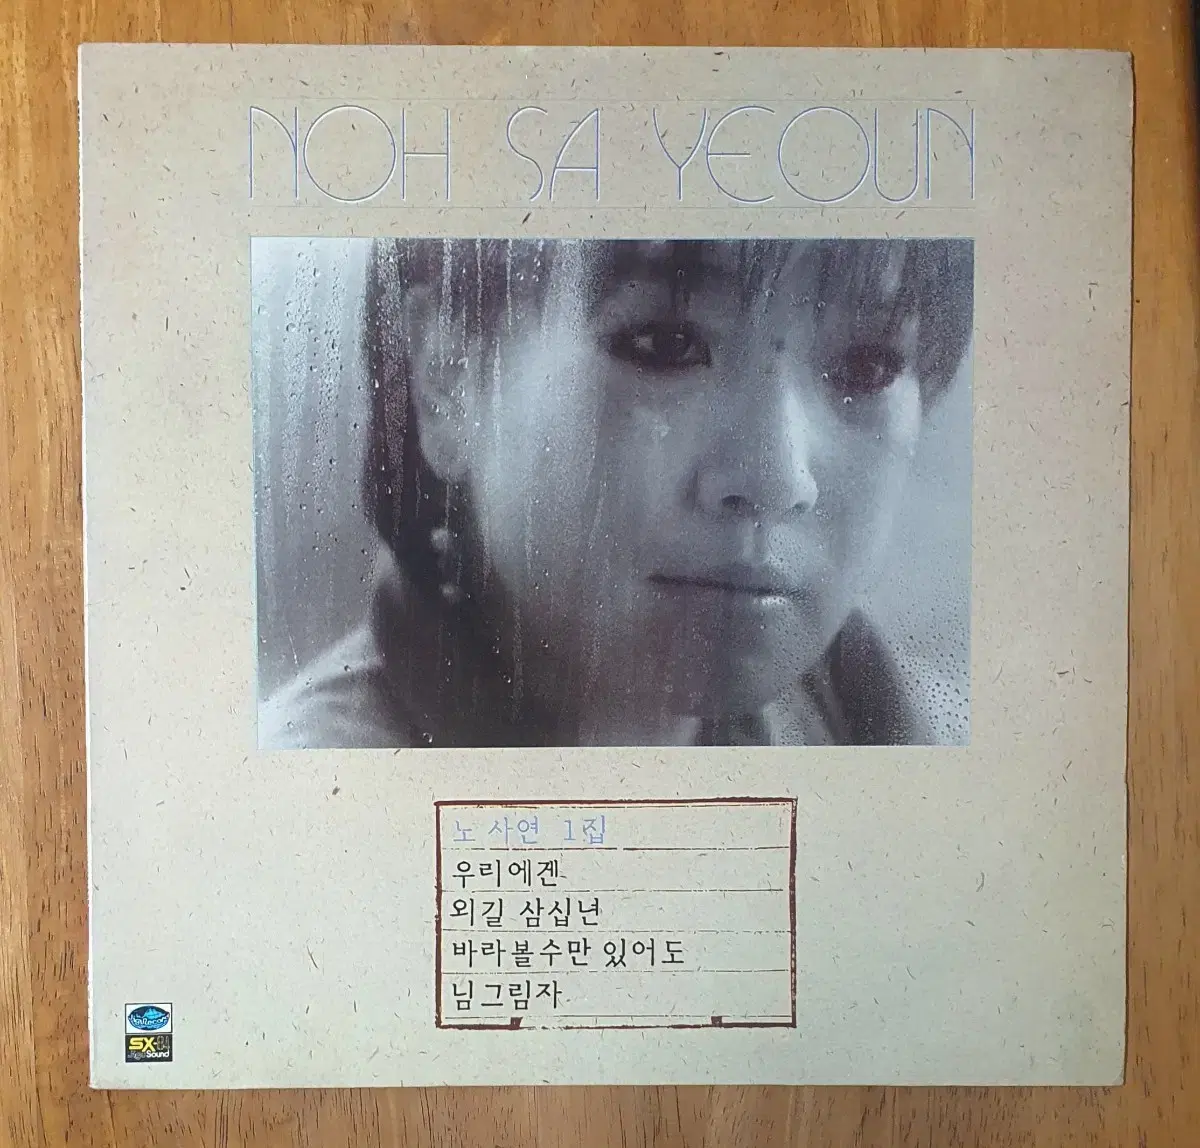 NOH SA YEOUN
노 사연 1집
우리에겐
외길 삼십년
바라볼수만 있어도
님그림자
SX-84
Sound